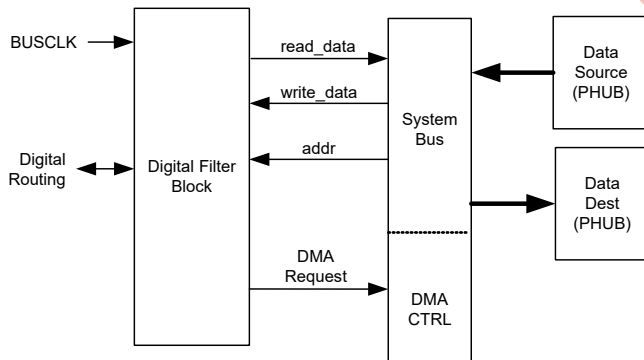 BUSCLK
Digital
Routing
Digital Filter
Block
read_data
write_data
addr
DMA
Request
System
Bus
DMA
CTRL
Data
Source
(PHUB)
Data
Dest
(PHUB)